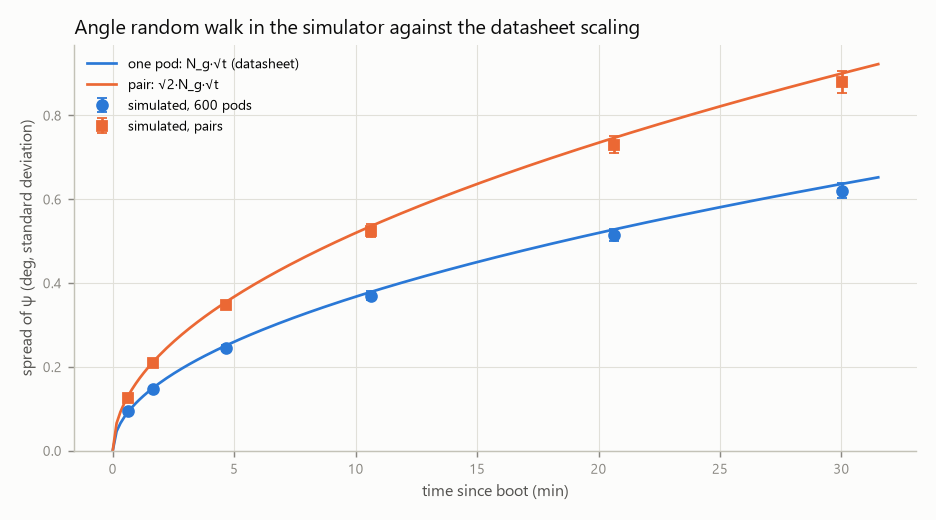 Angle random walk in the simulator against the datasheet scaling
one pod: N_g·√t (datasheet)
pair: √2·N_g·√t
simulated, 600 pods
simulated, pairs
spread of ψ (deg, standard deviation)
0.8
0.6
0.4
0.2
0.0
0 5 10 15 20 25 30
time since boot (min)